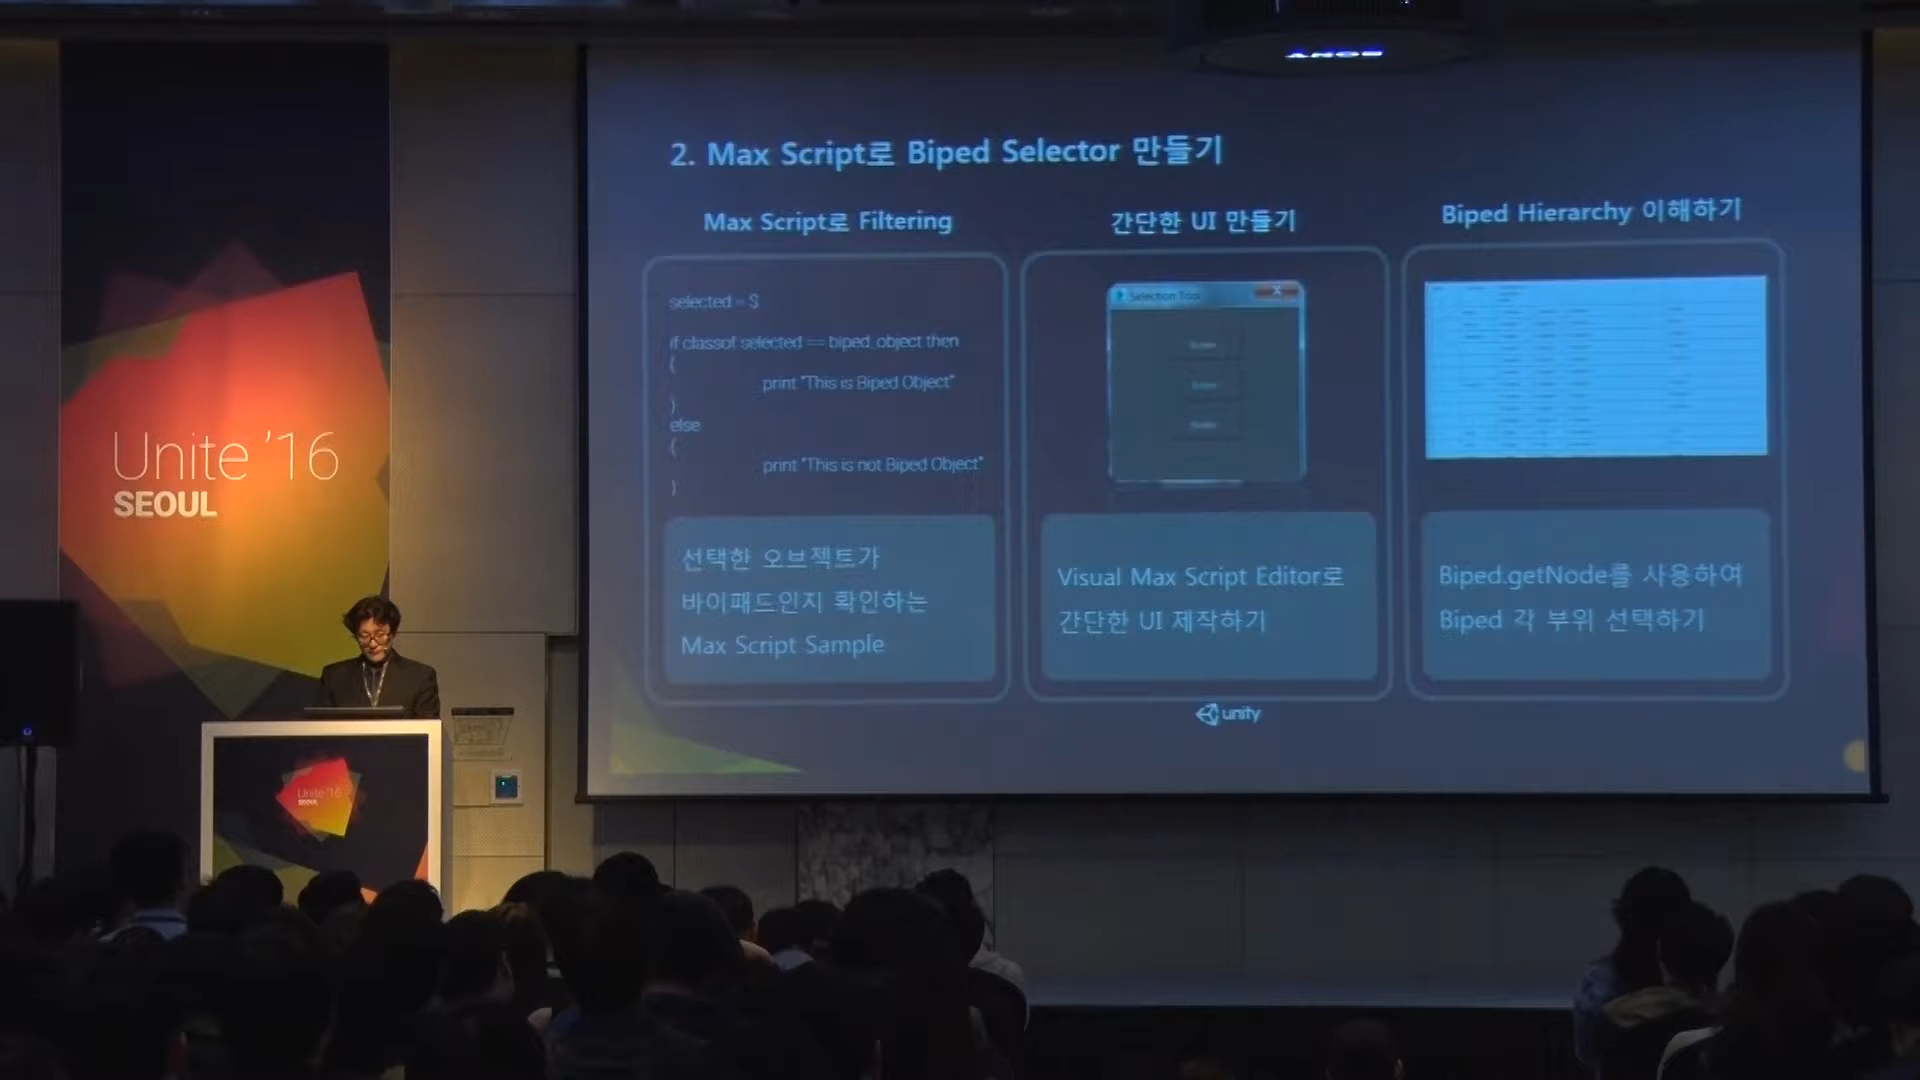 2. Max Script로 Biped Selector 만들기
Max Script로 Filtering
selected = $
if classof selected == biped_object then
(
print "This is Biped Object"
)
else
(
print "This is not Biped Object"
)
선택한 오브젝트가
바이패드인지 확인하는
Max Script Sample
간단한 UI 만들기
Selection Tool
Visual Max Script Editor로
간단한 UI 제작하기
Biped Hierarchy 이해하기
Biped.getNode를 사용하여
Biped 각 부위 선택하기
unity
Unite '16
SEOUL
Unite '16
SEOUL